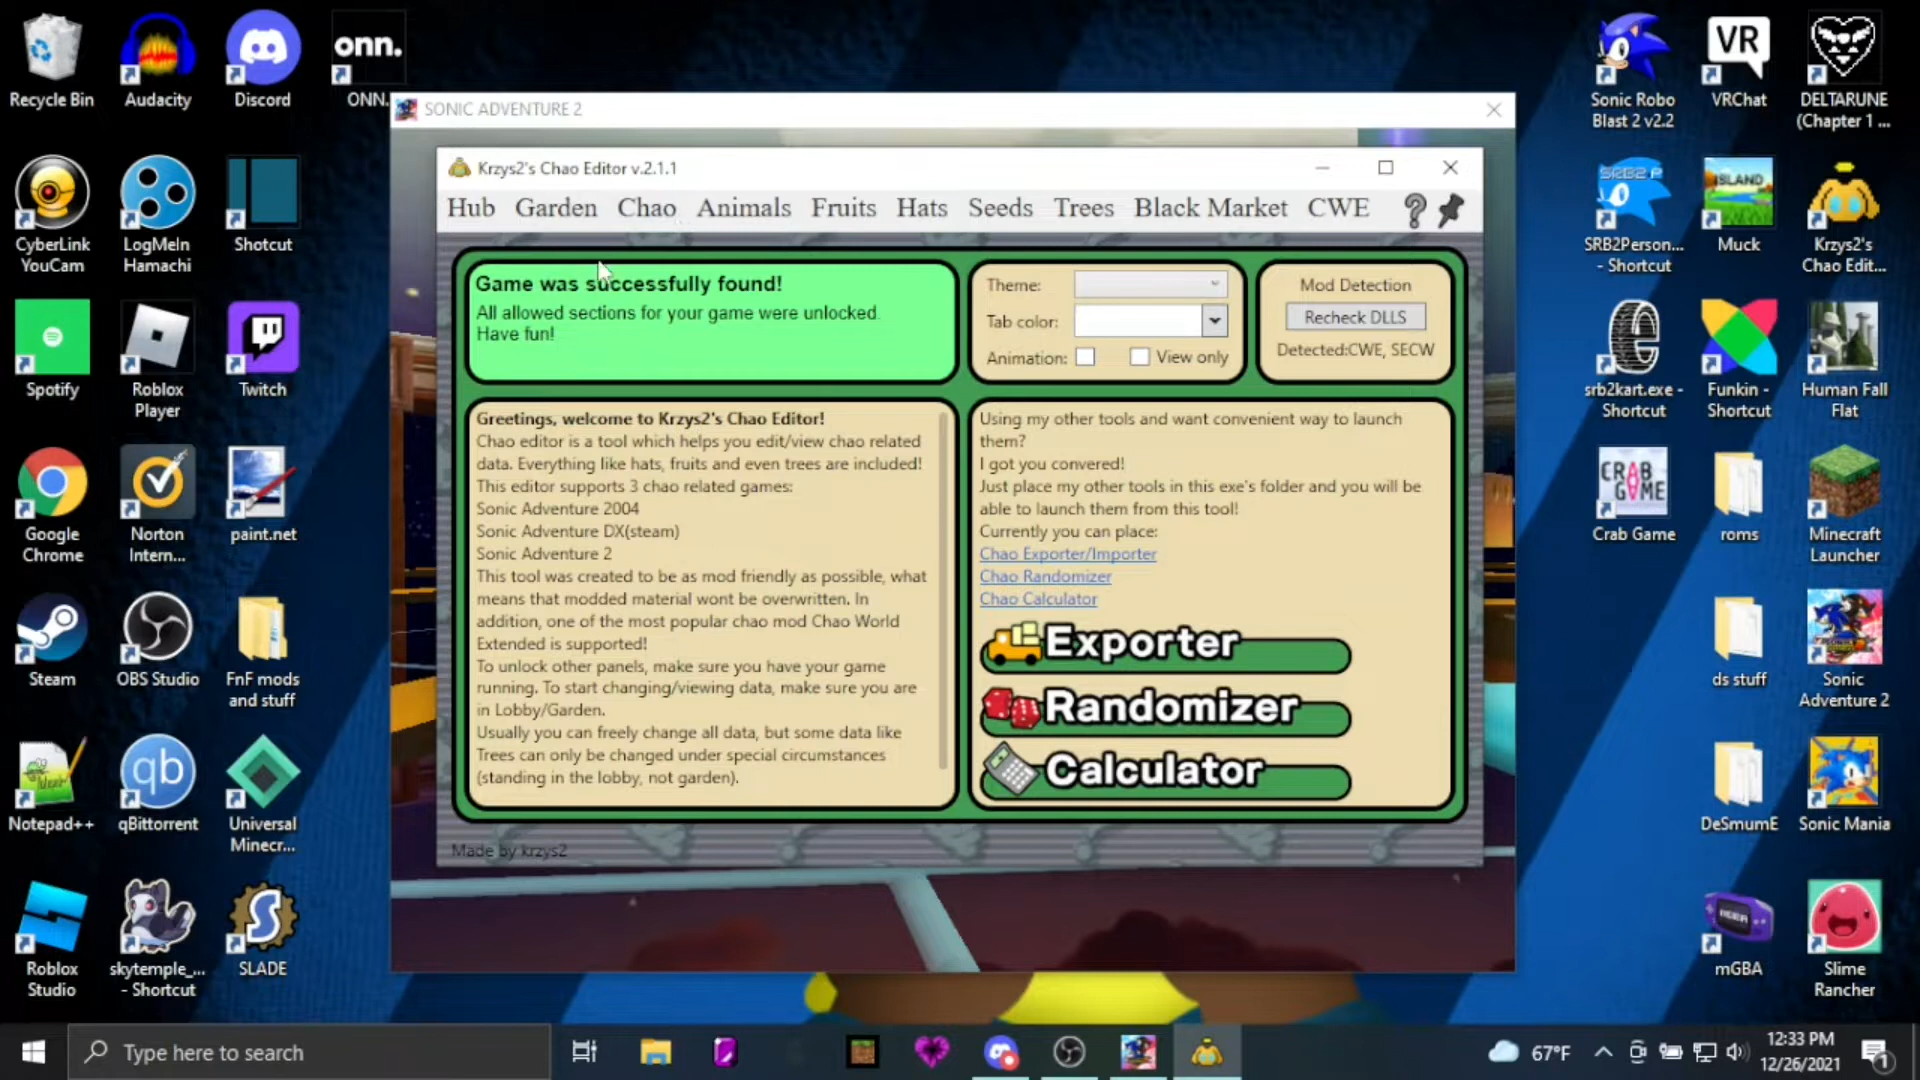 Recycle Bin
Audacity
Discord
onn.
ONN.
CyberLink
YouCam
LogMeIn
Hamachi
Shotcut
Spotify
Roblox
Player
Twitch
Google
Chrome
Norton
Intern...
paint.net
Steam
OBS Studio
FnF mods
and stuff
Notepad++
qBittorrent
Universal
Minecr...
Roblox
Studio
skytemple_...
- Shortcut
SLADE
SONIC ADVENTURE 2
Krzys2's Chao Editor v.2.1.1
Hub Garden Chao Animals Fruits Hats Seeds Trees Black Market CWE
Game was successfully found!
All allowed sections for your game were unlocked.
Have fun!
Theme:
Tab color:
Animation:
View only
Mod Detection
Recheck DLLS
Detected:CWE, SECW
Greetings, welcome to Krzys2's Chao Editor!
Chao editor is a tool which helps you edit/view chao related
data. Everything like hats, fruits and even trees are included!
This editor supports 3 chao related games:
Sonic Adventure 2004
Sonic Adventure DX(steam)
Sonic Adventure 2
This tool was created to be as mod friendly as possible, what
means that modded material wont be overwritten. In
addition, one of the most popular chao mod Chao World
Extended is supported!
To unlock other panels, make sure you have your game
running. To start changing/viewing data, make sure you are
in Lobby/Garden.
Usually you can freely change all data, but some data like
Trees can only be changed under special circumstances
(standing in the lobby, not garden).
Using my other tools and want convenient way to launch
them?
I got you convered!
Just place my other tools in this exe's folder and you will be
able to launch them from this tool!
Currently you can place:
Chao Exporter/Importer
Chao Randomizer
Chao Calculator
Exporter
Randomizer
Calculator
Made by krzys2
Sonic Robo
Blast 2 v2.2
VR
VRChat
DELTARUNE
(Chapter 1 ...
SRB2 P
SRB2Person...
- Shortcut
ISLAND
Muck
Krzys2's
Chao Edit...
srb2kart.exe -
Shortcut
Funkin -
Shortcut
Human Fall
Flat
CRAB
GAME
Crab Game
roms
Minecraft
Launcher
ds stuff
Sonic
Adventure 2
DeSmumE
Sonic Mania
mGBA
Slime
Rancher
Type here to search
67°F
12:33 PM
12/26/2021
1